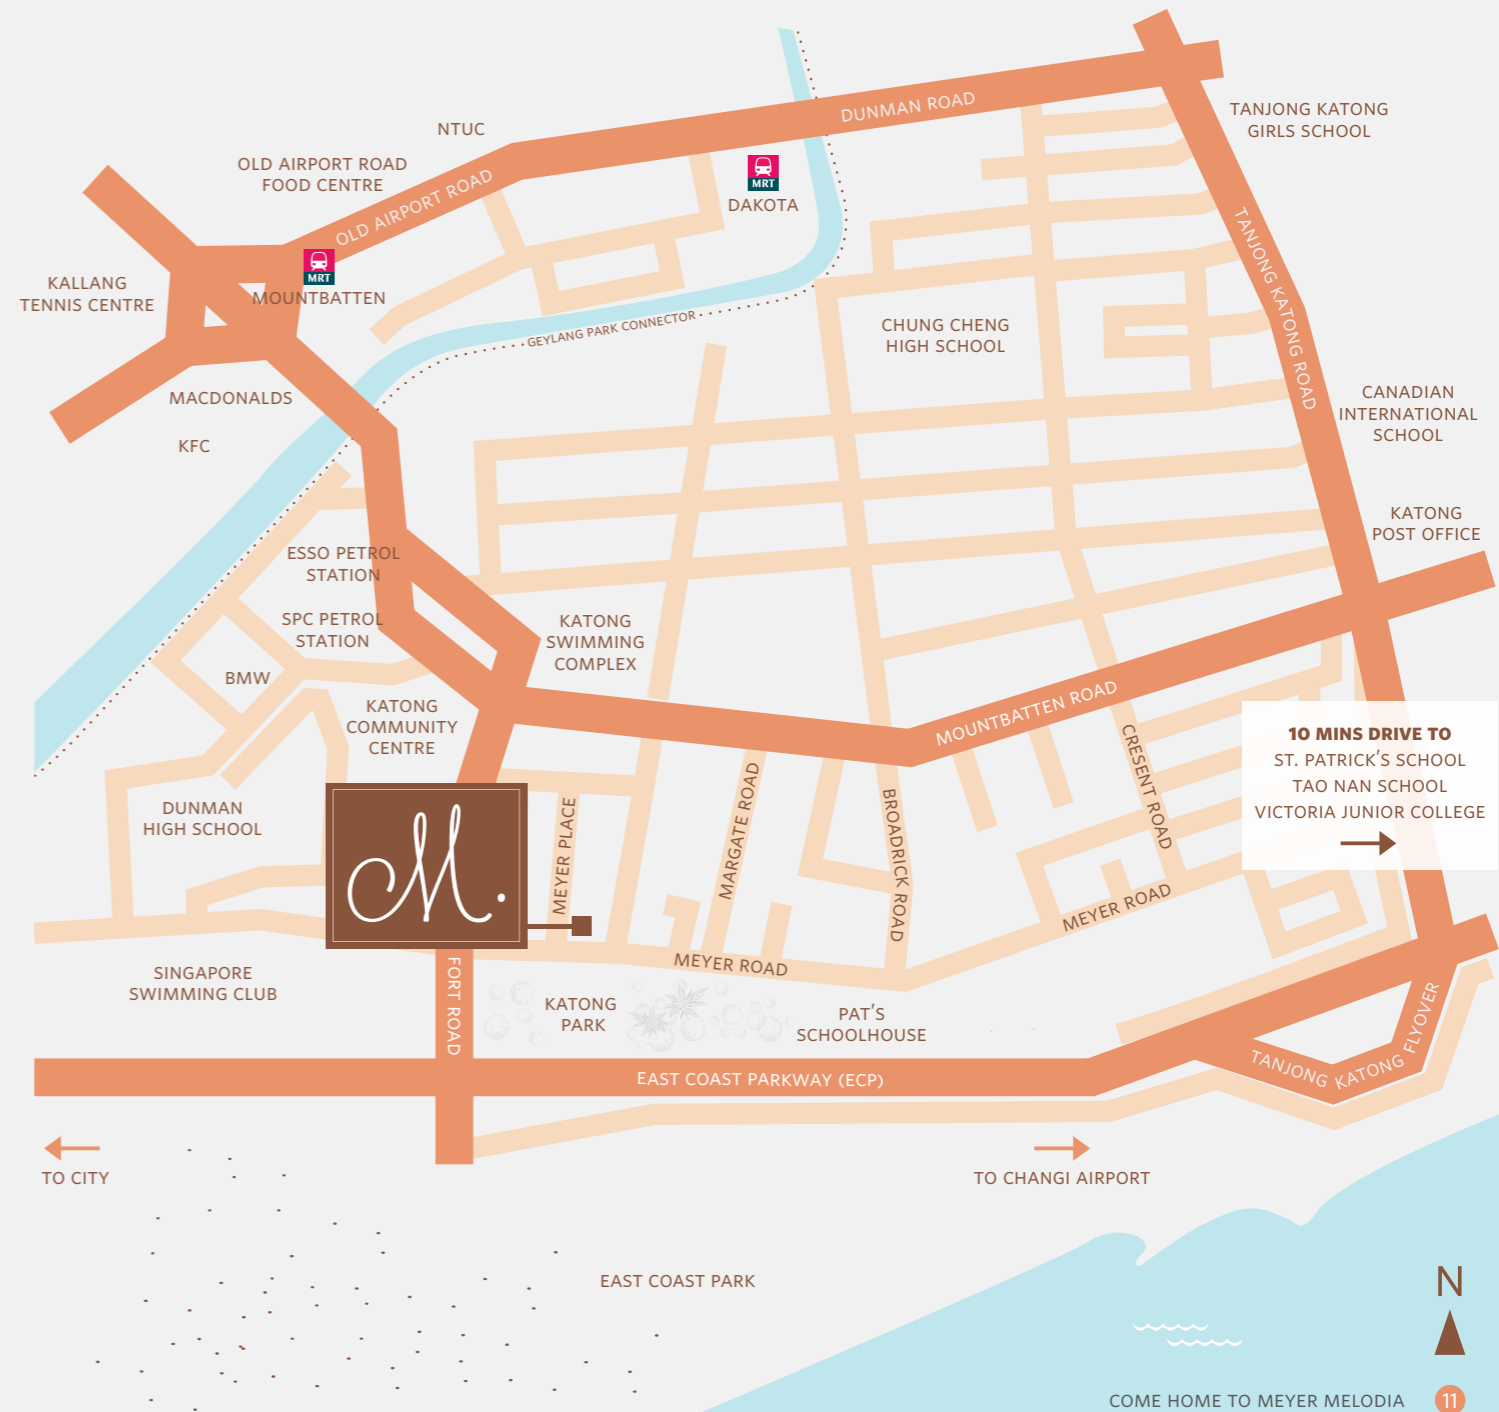 DUNMAN ROAD
TANJONG KATONG
GIRLS SCHOOL
NTUC
OLD AIRPORT ROAD
FOOD CENTRE
OLD AIRPORT ROAD
MRT
DAKOTA
TANJONG KATONG ROAD
KALLANG
TENNIS CENTRE
MRT
MOUNTBATTEN
GEYLANG PARK CONNECTOR
CHUNG CHENG
HIGH SCHOOL
MACDONALDS
KFC
CANADIAN
INTERNATIONAL
SCHOOL
KATONG
POST OFFICE
ESSO PETROL
STATION
SPC PETROL
STATION
KATONG
SWIMMING
COMPLEX
BMW
KATONG
COMMUNITY
CENTRE
MOUNTBATTEN ROAD
10 MINS DRIVE TO
ST. PATRICK'S SCHOOL
TAO NAN SCHOOL
VICTORIA JUNIOR COLLEGE
DUNMAN
HIGH SCHOOL
M.
MEYER PLACE
MARGATE ROAD
BROADRICK ROAD
CRESENT ROAD
MEYER ROAD
MEYER ROAD
SINGAPORE
SWIMMING CLUB
FORT ROAD
KATONG
PARK
PAT'S
SCHOOLHOUSE
EAST COAST PARKWAY (ECP)
TANJONG KATONG FLYOVER
TO CITY
TO CHANGI AIRPORT
EAST COAST PARK
N
COME HOME TO MEYER MELODIA
11